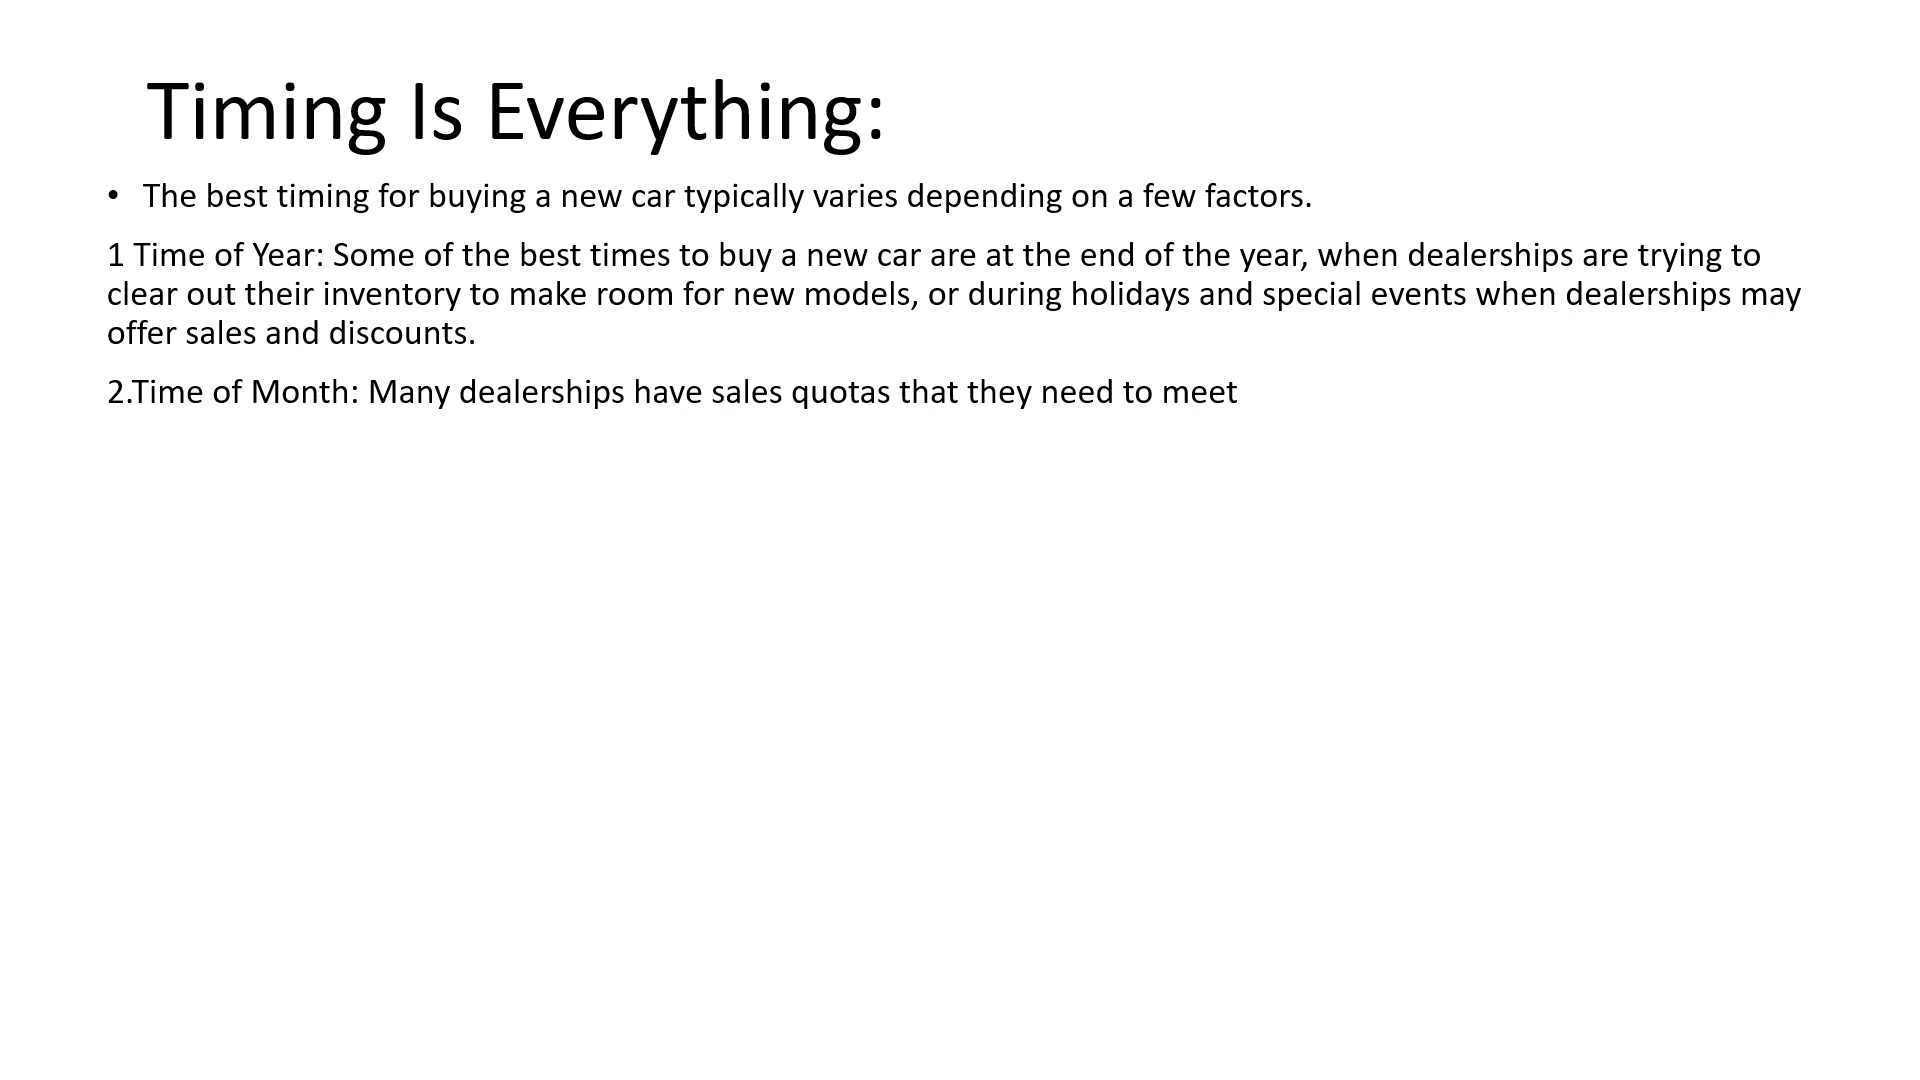 Timing Is Everything:
• The best timing for buying a new car typically varies depending on a few factors.
1 Time of Year: Some of the best times to buy a new car are at the end of the year, when dealerships are trying to
clear out their inventory to make room for new models, or during holidays and special events when dealerships may
offer sales and discounts.
2.Time of Month: Many dealerships have sales quotas that they need to meet